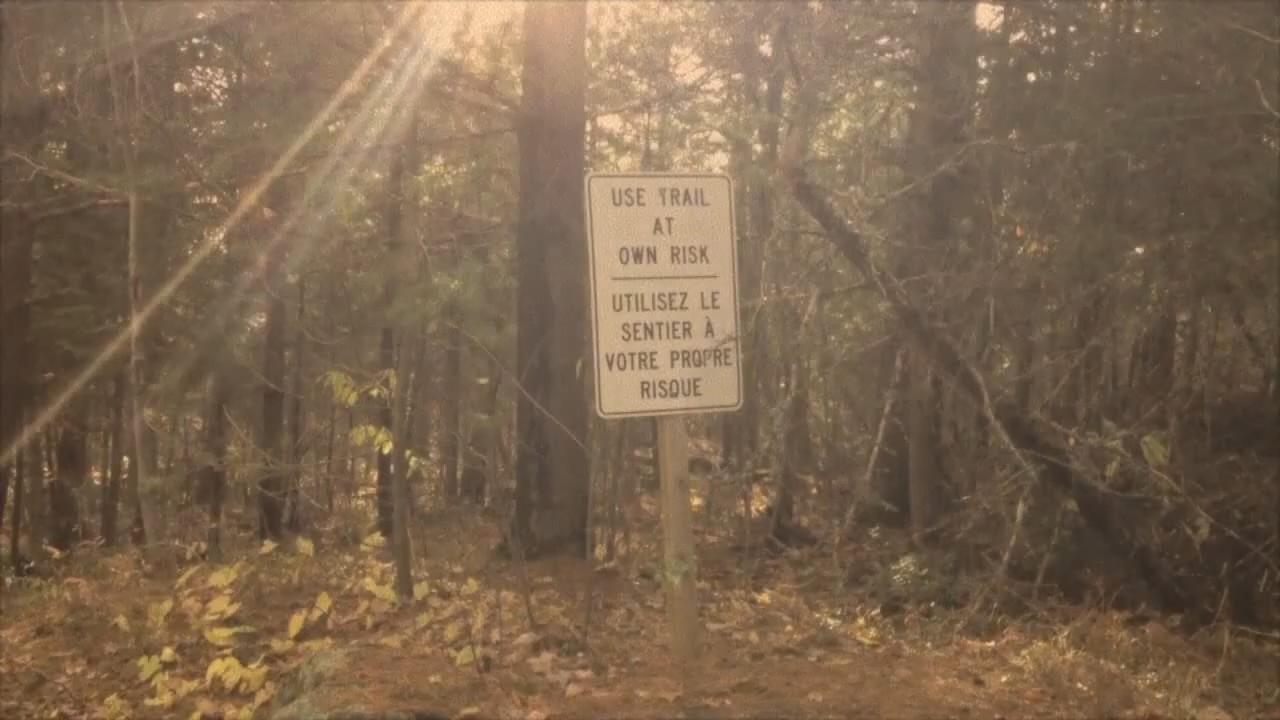 USE TRAIL
AT
OWN RISK
UTILISEZ LE
SENTIER À
VOTRE PROPRE
RISQUE